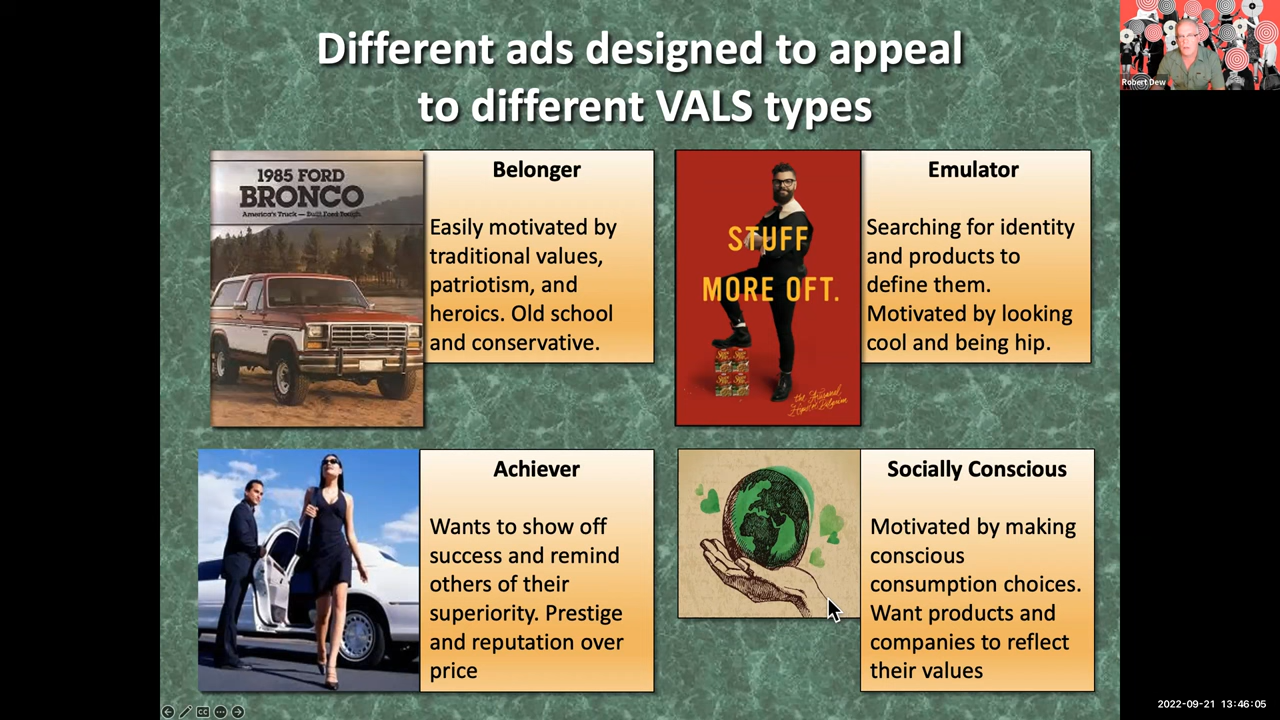 Different ads designed to appeal
to different VALS types
Robert Dew
1985 FORD
BRONCO
America's Truck — Built Ford Tough.
Belonger
Easily motivated by
traditional values,
patriotism, and
heroics. Old school
and conservative.
STUFF
MORE OFT.
Emulator
Searching for identity
and products to
define them.
Motivated by looking
cool and being hip.
Achiever
Wants to show off
success and remind
others of their
superiority. Prestige
and reputation over
price
Socially Conscious
Motivated by making
conscious
consumption choices.
Want products and
companies to reflect
their values
CC
2022-09-21 13:46:05